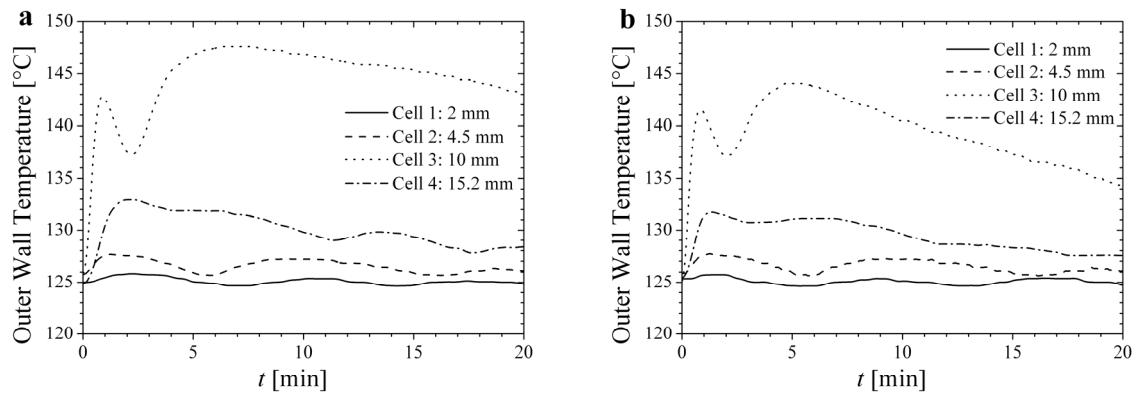 a
150
145
140
135
130
125
120
Outer Wall Temperature [°C]
Cell 1: 2 mm
Cell 2: 4.5 mm
Cell 3: 10 mm
Cell 4: 15.2 mm
0 5 10 15 20
t [min]
b
150
145
140
135
130
125
120
Outer Wall Temperature [°C]
Cell 1: 2 mm
Cell 2: 4.5 mm
Cell 3: 10 mm
Cell 4: 15.2 mm
0 5 10 15 20
t [min]